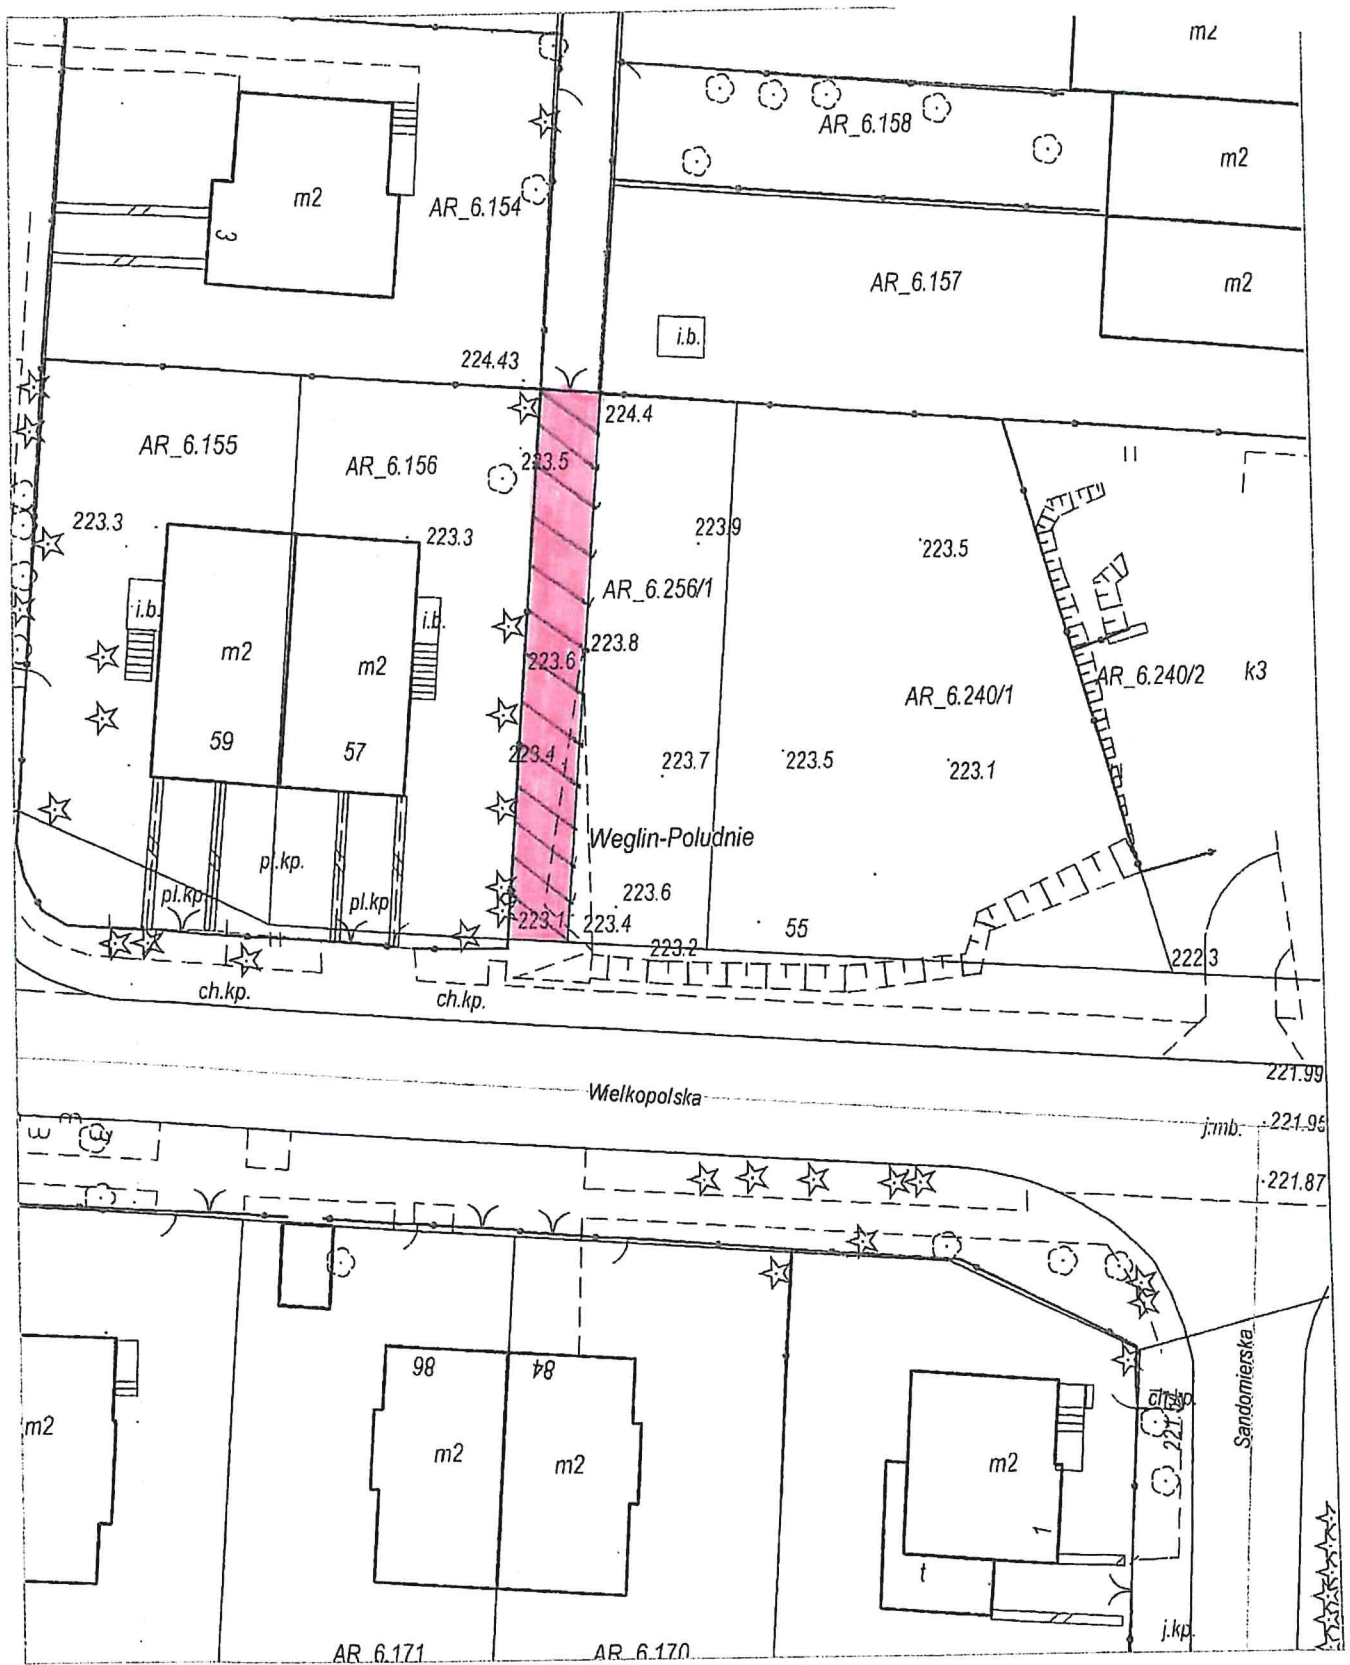 m2
AR_6.158
m2
m2
AR_6.154
3
AR_6.157
m2
i.b.
224.43
224.4
AR_6.155
AR_6.156
223.5
223.3
223.3
223.9
223.5
AR_6.256/1
i.b.
i.b.
m2
m2
223.8
223.6
AR_6.240/1
AR_6.240/2
k3
59
57
223.4
223.7
223.5
223.1
Weglin-Poludnie
pl.kp.
pl.kp
pl.kp
223.6
223.1
223.4
55
223.2
222.3
ch.kp.
ch.kp.
221.99
Wielkopolska
j.mb.
221.95
221.87
86
84
m2
m2
m2
m2
1
t
ch.kp.
Sandomierska
j.kp.
AR_6.171
AR_6.170